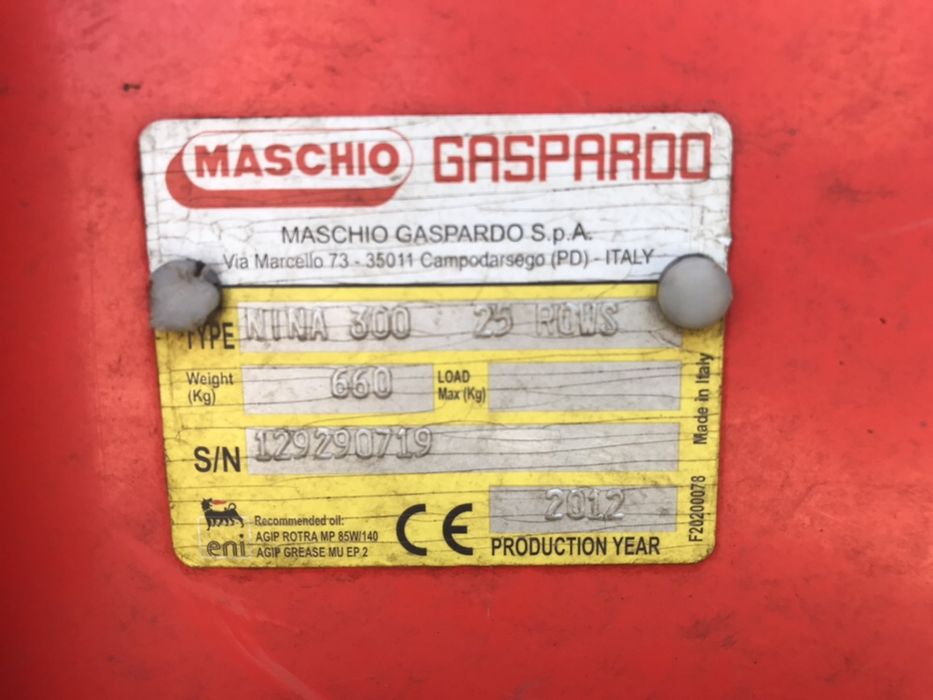 MASCHIO GASPARDO
MASCHIO GASPARDO S.p.A.
Via Marcello 73 - 35011 Campodarsego (PD) - ITALY
TYPE NINA 300 25 ROWS
Weight (Kg) 660 LOAD Max (Kg)
S/N 129290719
eni
Recommended oil:
AGIP ROTRA MP 85W/140
AGIP GREASE MU EP 2
CE
2012
PRODUCTION YEAR
F20200078 Made in Italy